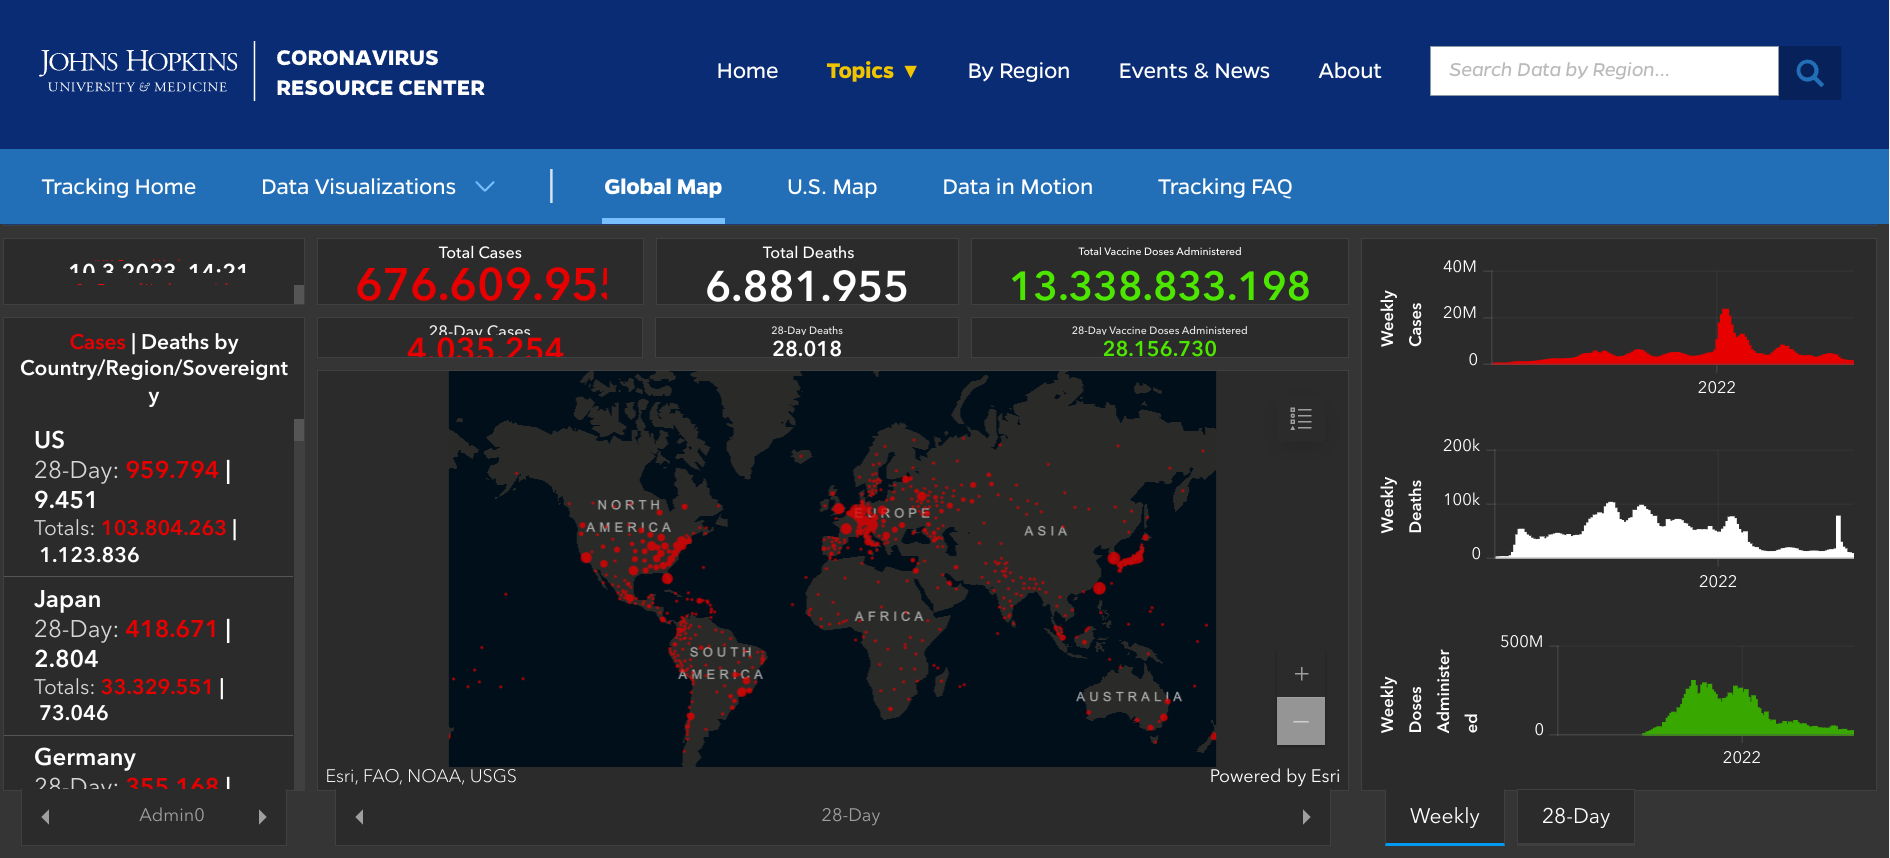 JOHNS HOPKINS
UNIVERSITY & MEDICINE
CORONAVIRUS
RESOURCE CENTER
Home
Topics ▼
By Region
Events & News
About
Search Data by Region...
Tracking Home
Data Visualizations
Global Map
U.S. Map
Data in Motion
Tracking FAQ
10.3.2023, 14:21
Total Cases
676.609.955
Total Deaths
6.881.955
Total Vaccine Doses Administered
13.338.833.198
28-Day Cases
4.035.254
28-Day Deaths
28.018
28-Day Vaccine Doses Administered
28.156.730
Cases | Deaths by
Country/Region/Sovereignt
y
US
28-Day: 959.794 |
9.451
Totals: 103.804.263 |
1.123.836
Japan
28-Day: 418.671 |
2.804
Totals: 33.329.551 |
73.046
Germany
28-Day: 355.168 |
Admin0
NORTH
AMERICA
EUROPE
ASIA
AFRICA
SOUTH
AMERICA
AUSTRALIA
+
−
Esri, FAO, NOAA, USGS
Powered by Esri
28-Day
Weekly
Cases
40M
20M
0
2022
Weekly
Deaths
200k
100k
0
2022
Weekly
Doses
Administer
ed
500M
0
2022
Weekly
28-Day